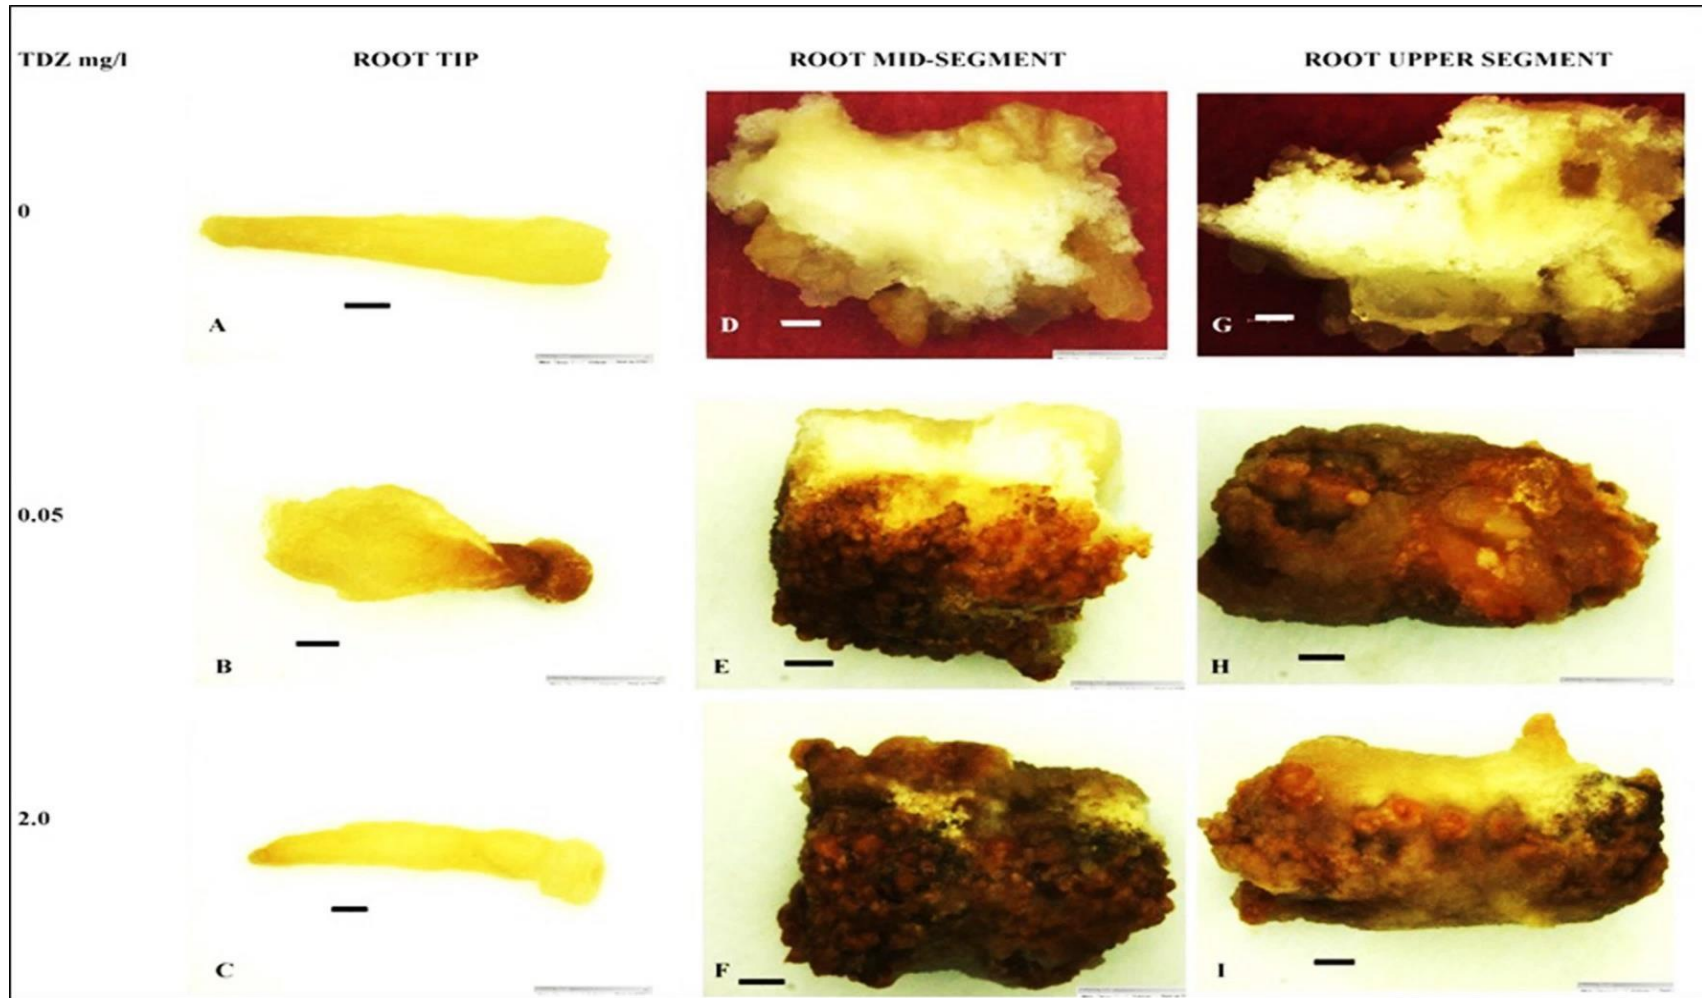 TDZ mg/l ROOT TIP ROOT MID-SEGMENT ROOT UPPER SEGMENT
0
A D G
0.05
B E H
2.0
C F I